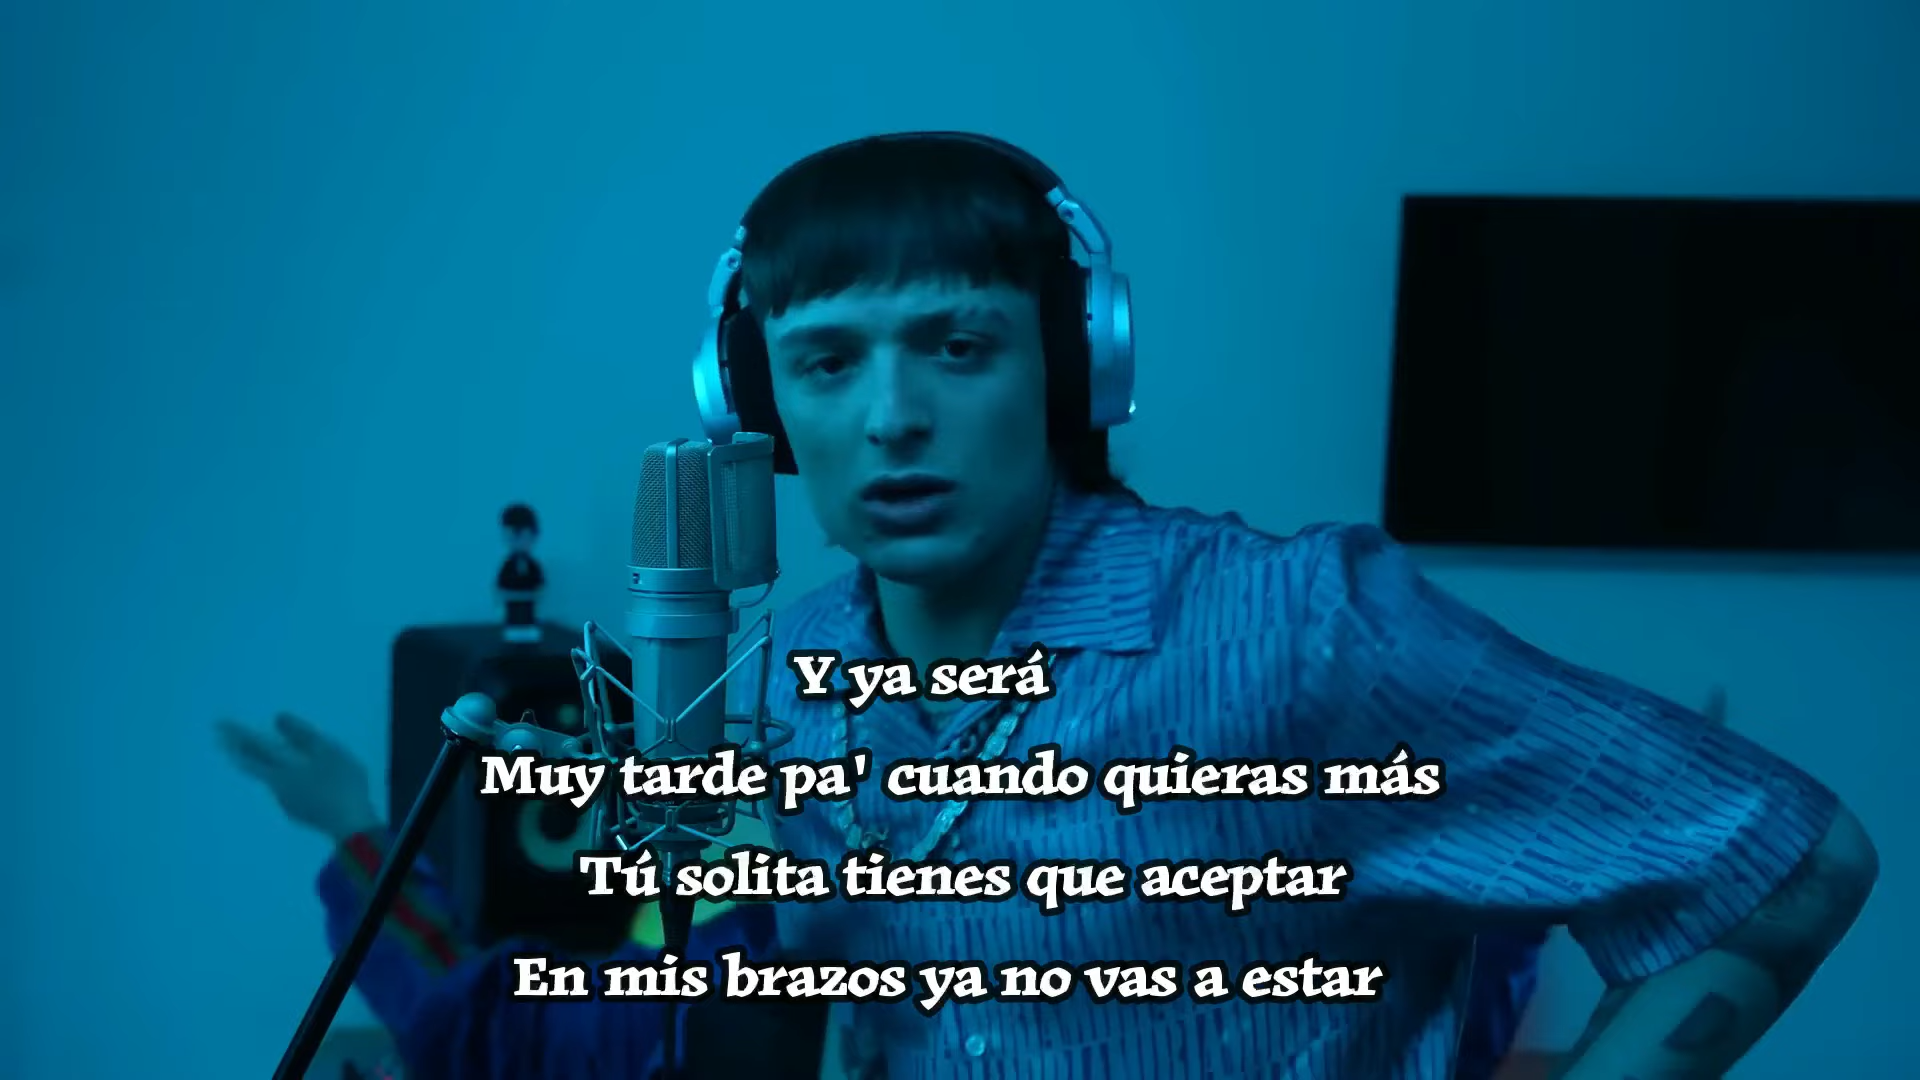 Y ya será
Muy tarde pa' cuando quieras más
Tú solita tienes que aceptar
En mis brazos ya no vas a estar